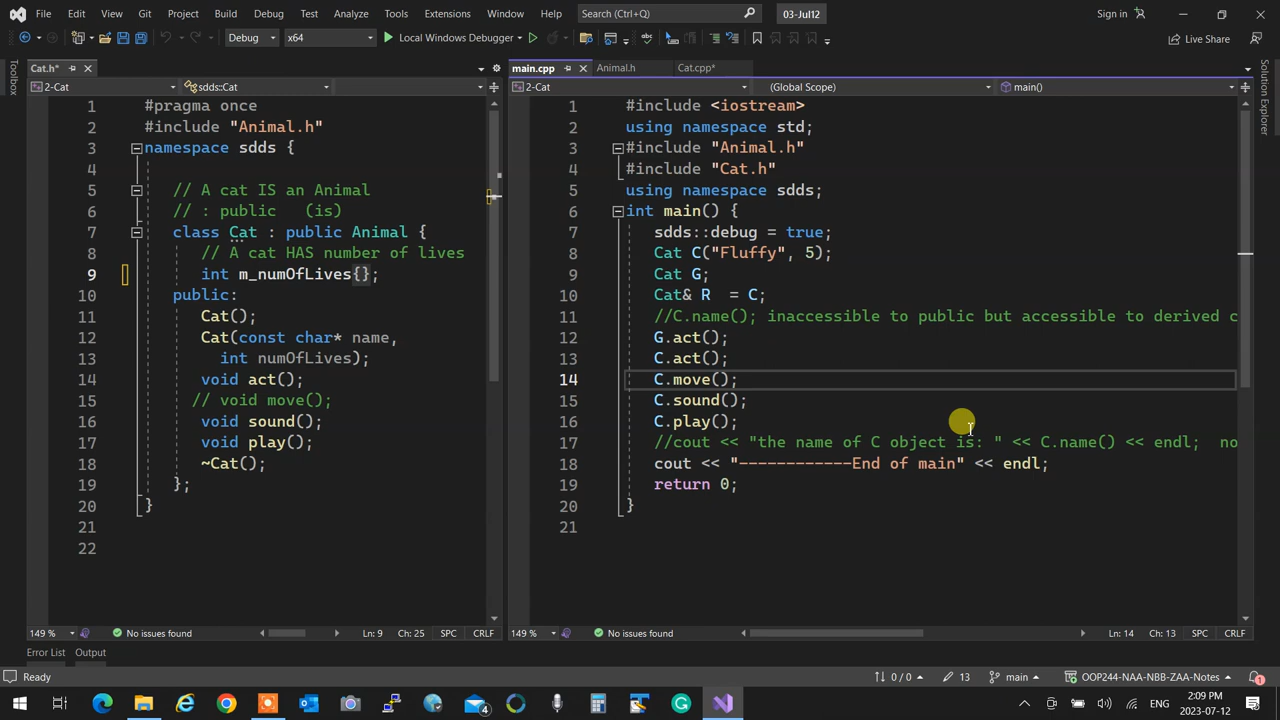 File Edit View Git Project Build Debug Test Analyze Tools Extensions Window Help Search (Ctrl+Q) 03-Jul12 Sign in
Debug x64 Local Windows Debugger Live Share
Toolbox
Solution Explorer
Cat.h*
2-Cat sdds::Cat
1 #pragma once
2 #include "Animal.h"
3 namespace sdds {
4
5 // A cat IS an Animal
6 // : public (is)
7 class Cat : public Animal {
8 // A cat HAS number of lives
9 int m_numOfLives{};
10 public:
11 Cat();
12 Cat(const char* name,
13 int numOfLives);
14 void act();
15 // void move();
16 void sound();
17 void play();
18 ~Cat();
19 };
20 }
21
22
149 % No issues found Ln: 9 Ch: 25 SPC CRLF
main.cpp Animal.h Cat.cpp*
2-Cat (Global Scope) main()
1 #include <iostream>
2 using namespace std;
3 #include "Animal.h"
4 #include "Cat.h"
5 using namespace sdds;
6 int main() {
7 sdds::debug = true;
8 Cat C("Fluffy", 5);
9 Cat G;
10 Cat& R = C;
11 //C.name(); inaccessible to public but accessible to derived c
12 G.act();
13 C.act();
14 C.move();
15 C.sound();
16 C.play();
17 //cout << "the name of C object is: " << C.name() << endl; no
18 cout << "------------End of main" << endl;
19 return 0;
20 }
21
149 % No issues found Ln: 14 Ch: 13 SPC CRLF
Error List Output
Ready 0 / 0 13 main OOP244-NAA-NBB-ZAA-Notes 1
4 ENG 2:09 PM
2023-07-12